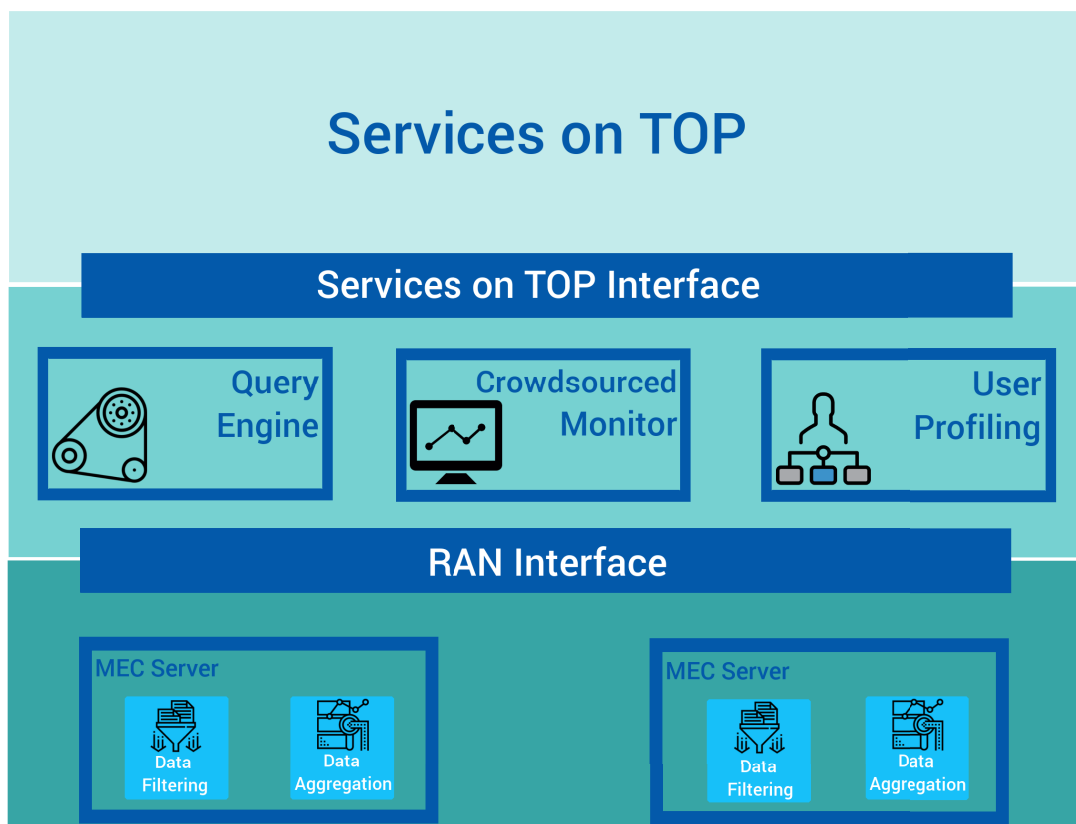 Services on TOP
Services on TOP Interface
Query
Engine
Crowdsourced
Monitor
User
Profiling
RAN Interface
MEC Server
Data
Filtering
Data
Aggregation
MEC Server
Data
Filtering
Data
Aggregation